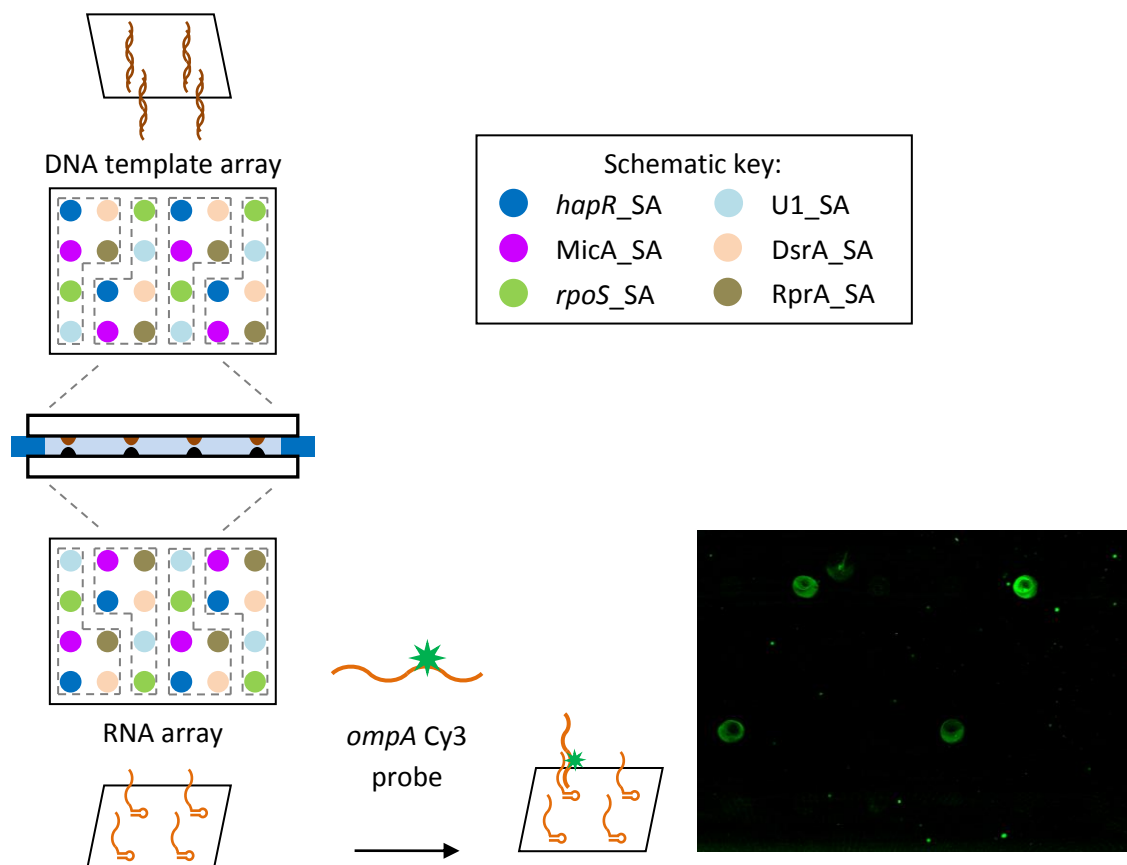 DNA template array
Schematic key:
hapR_SA
U1_SA
MicA_SA
DsrA_SA
rpoS_SA
RprA_SA
RNA array
ompA Cy3
probe